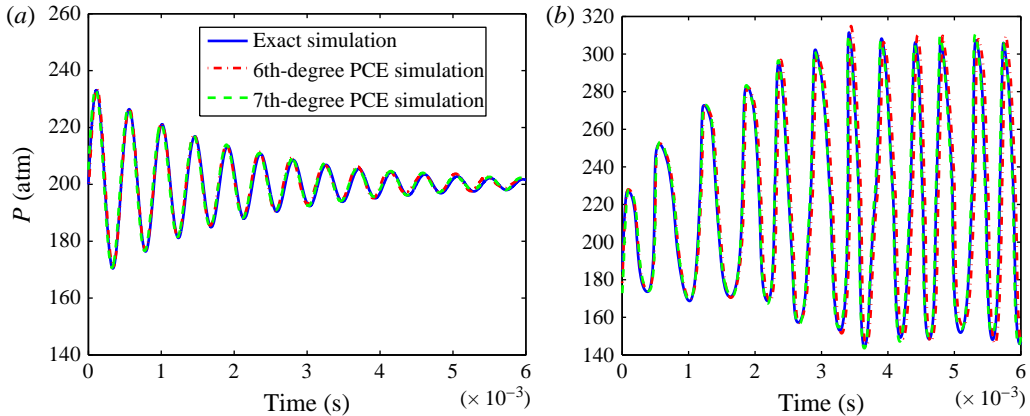 (a)
260
240
220
200
180
160
140
P (atm)
Exact simulation
6th-degree PCE simulation
7th-degree PCE simulation
0 1 2 3 4 5 6
Time (s) (× 10⁻³)
(b)
320
300
280
260
240
220
200
180
160
140
0 1 2 3 4 5 6
Time (s) (× 10⁻³)